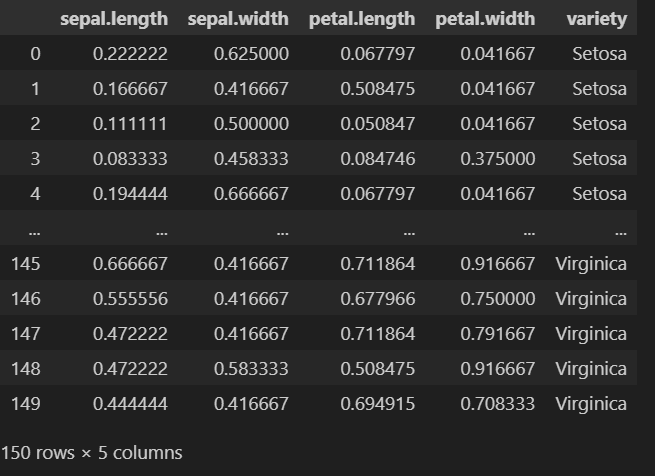 sepal.length sepal.width petal.length petal.width variety
0 0.222222 0.625000 0.067797 0.041667 Setosa
1 0.166667 0.416667 0.508475 0.041667 Setosa
2 0.111111 0.500000 0.050847 0.041667 Setosa
3 0.083333 0.458333 0.084746 0.375000 Setosa
4 0.194444 0.666667 0.067797 0.041667 Setosa
... ... ... ... ... ...
145 0.666667 0.416667 0.711864 0.916667 Virginica
146 0.555556 0.416667 0.677966 0.750000 Virginica
147 0.472222 0.416667 0.711864 0.791667 Virginica
148 0.472222 0.583333 0.508475 0.916667 Virginica
149 0.444444 0.416667 0.694915 0.708333 Virginica
150 rows × 5 columns